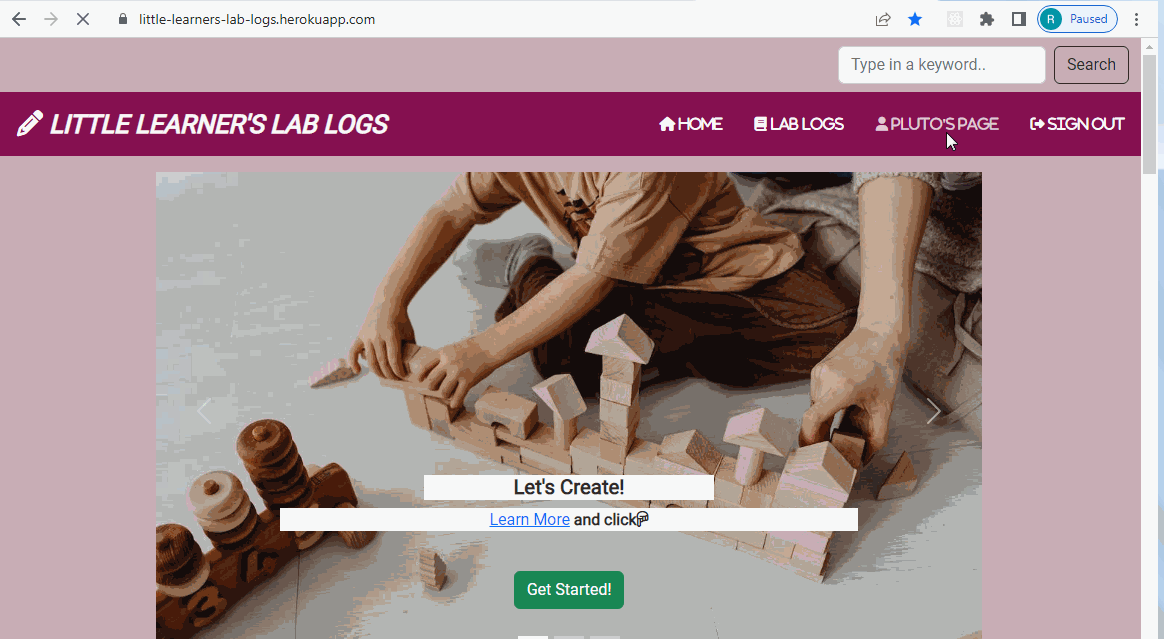 little-learners-lab-logs.herokuapp.com
R Paused
Type in a keyword..
Search
LITTLE LEARNER'S LAB LOGS
HOME
LAB LOGS
PLUTO'S PAGE
SIGN OUT
Let's Create!
Learn More and click
Get Started!